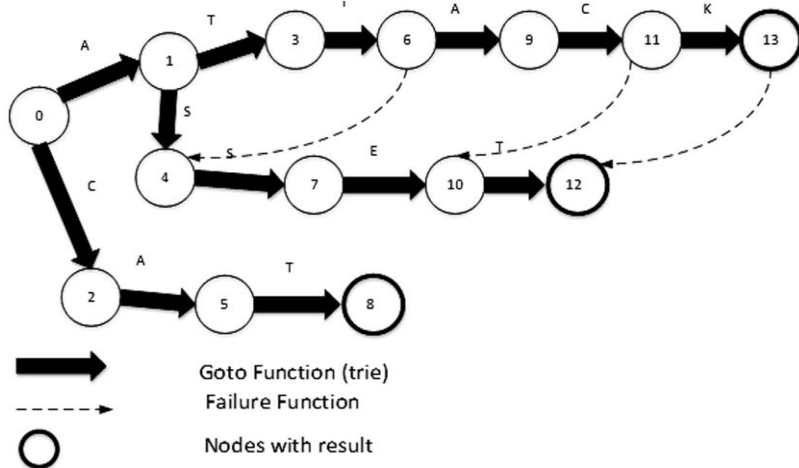 A
T
T
A
C
K
0
1
3
6
9
11
13
S
S
E
T
4
7
10
12
C
A
T
2
5
8
Goto Function (trie)
Failure Function
Nodes with result